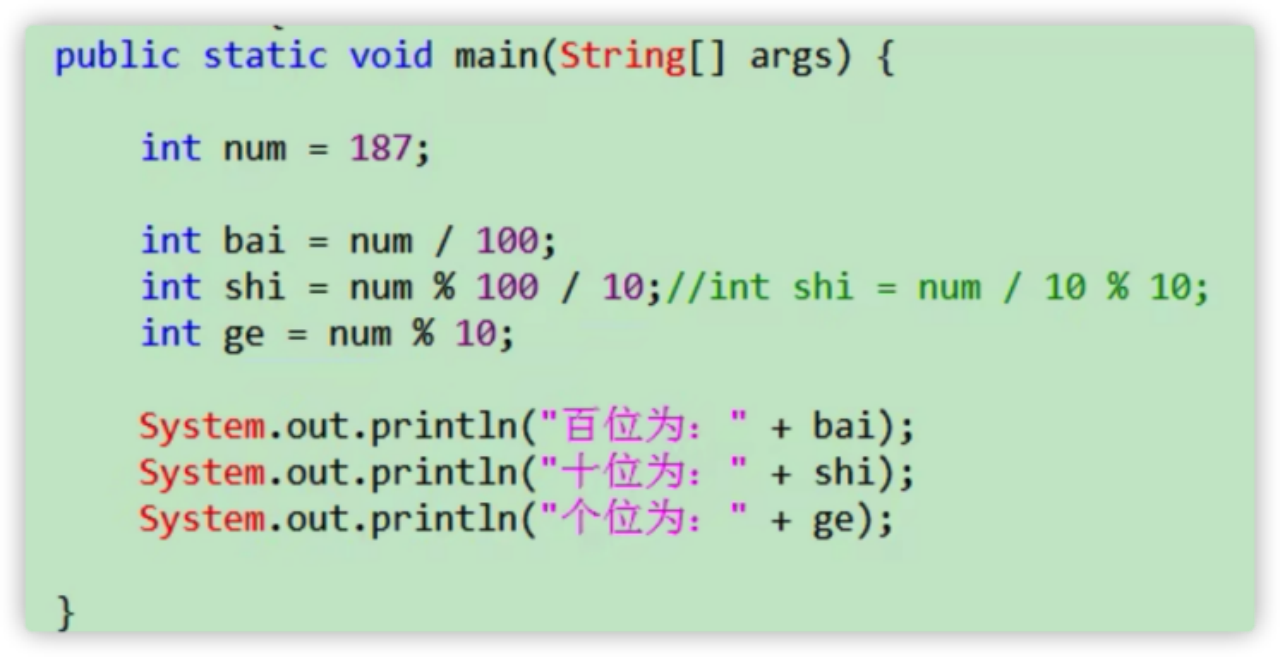 public static void main(String[] args) {
int num = 187;
int bai = num / 100;
int shi = num % 100 / 10;//int shi = num / 10 % 10;
int ge = num % 10;
System.out.println("百位为：" + bai);
System.out.println("十位为：" + shi);
System.out.println("个位为：" + ge);
}